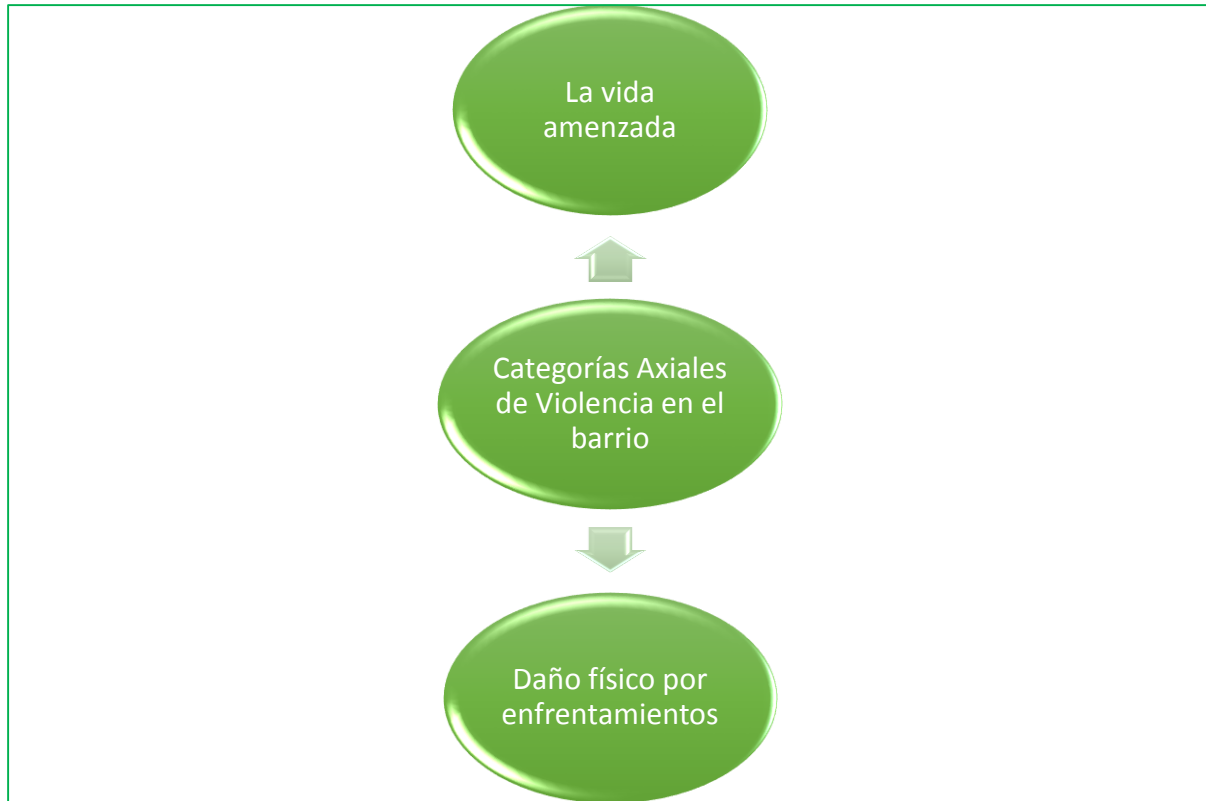 La vida
amenzada
Categorías Axiales
de Violencia en el
barrio
Daño físico por
enfrentamientos